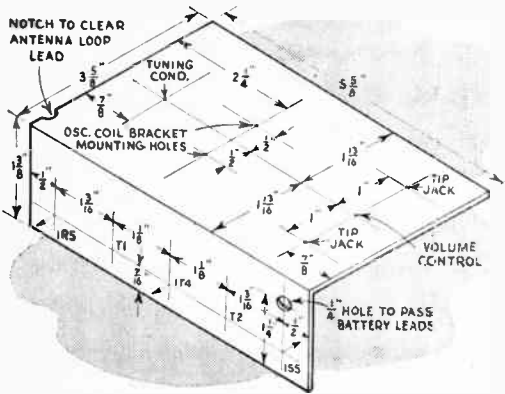 NOTCH TO CLEAR
ANTENNA LOOP
LEAD
3 5/8"
TUNING
COND.
2 1/4"
5 5/8"
7/8"
OSC. COIL BRACKET
MOUNTING HOLES
1/2"
1/2"
1 13/16"
1 3/8"
1/2"
1 3/16"
1 13/16"
1"
TIP
JACK
1"
1R5
T1
1 1/8"
TIP
JACK
VOLUME
CONTROL
7/8"
7/16"
1T4
1 1/8"
T2
1 3/16"
1 1/4"
1/2"
1/4" HOLE TO PASS
BATTERY LEADS
1S5